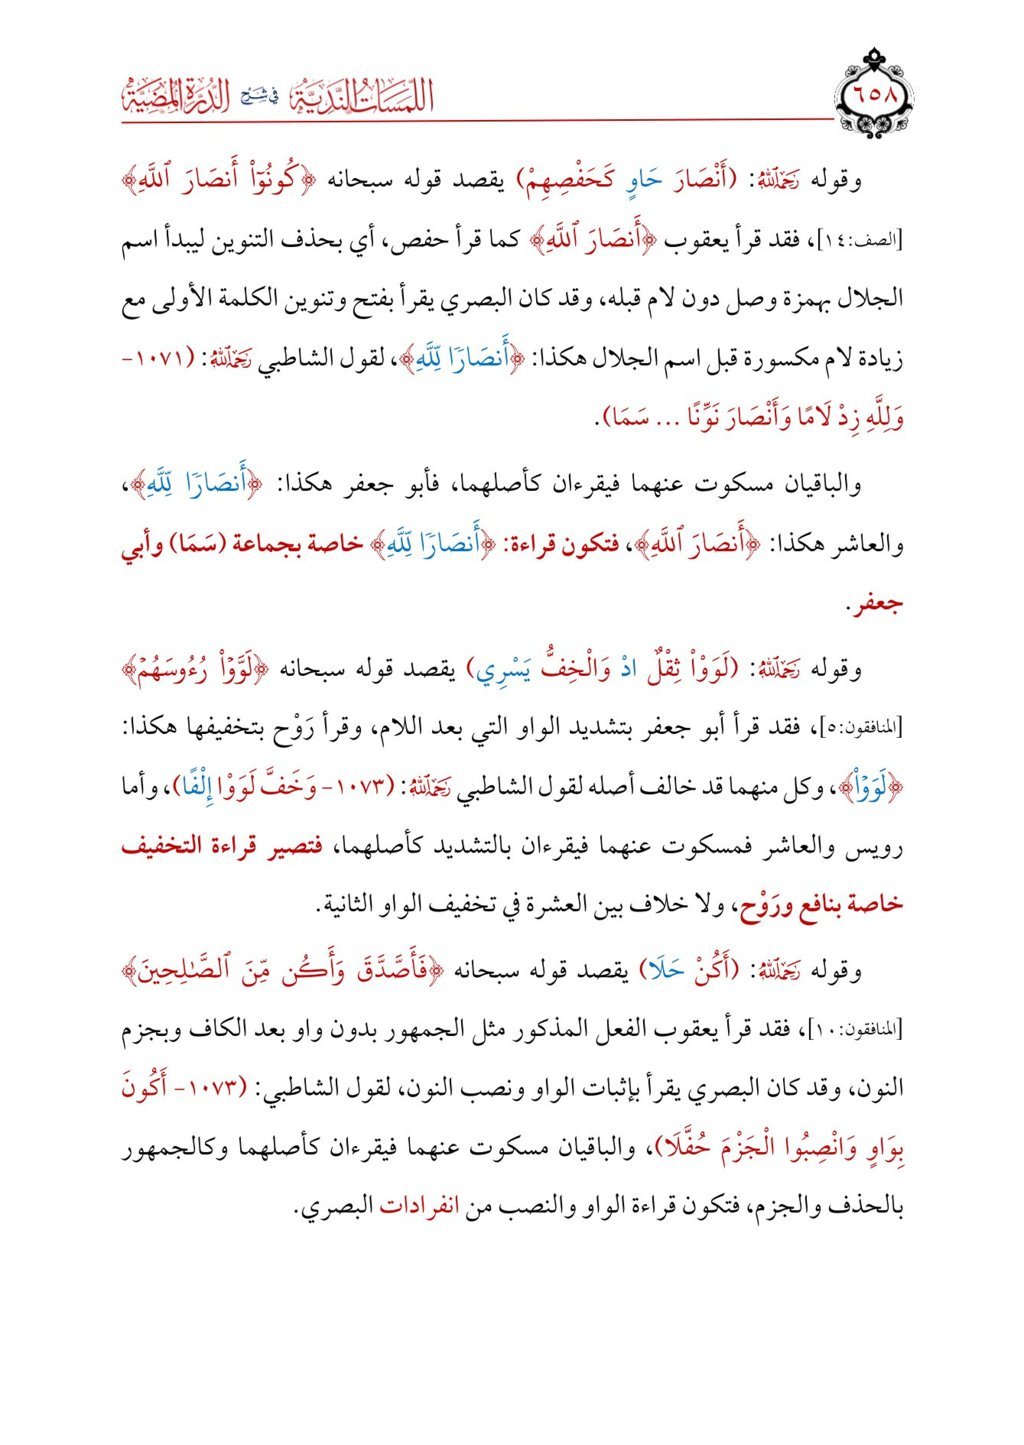 ٦٥٨
اللمسات الندية في شرح الدرة المضية
وقوله رَحِمَهُ اللَّهُ: (أَنْصَارَ حَاوٍ كَحَفْصِهِمْ) يقصد قوله سبحانه ﴿كُونُوٓاْ أَنصَارَ ٱللَّهِ﴾
[الصف:١٤]، فقد قرأ يعقوب ﴿أَنصَارَ ٱللَّهِ﴾ كما قرأ حفص، أي بحذف التنوين ليبدأ اسم
الجلال بهمزة وصل دون لام قبله، وقد كان البصري يقرأ بفتح وتنوين الكلمة الأولى مع
زيادة لام مكسورة قبل اسم الجلال هكذا: ﴿أَنصَارٗا لِّلَّهِ﴾، لقول الشاطبي رَحِمَهُ اللَّهُ: (١٠٧١-
وَلِلَّهِ زِدْ لَامًا وَأَنْصَارَ نَوِّنًا ... سَمَا).
والباقيان مسكوت عنهما فيقرءان كأصلهما، فأبو جعفر هكذا: ﴿أَنصَارٗا لِّلَّهِ﴾،
والعاشر هكذا: ﴿أَنصَارَ ٱللَّهِ﴾، فتكون قراءة: ﴿أَنصَارٗا لِّلَّهِ﴾ خاصة بجماعة (سَمَا) وأبي
جعفر.
وقوله رَحِمَهُ اللَّهُ: (لَوَوْاْ ثِقْلٌ ادْ وَالْخِفُّ يَسْرِي) يقصد قوله سبحانه ﴿لَوَّوۡاْ رُءُوسَهُمۡ﴾
[المنافقون:٥]، فقد قرأ أبو جعفر بتشديد الواو التي بعد اللام، وقرأ رَوْح بتخفيفها هكذا:
﴿لَوَوۡاْ﴾، وكل منهما قد خالف أصله لقول الشاطبي رَحِمَهُ اللَّهُ: (١٠٧٣- وَخَفَّ لَوَوْا إِلْفًا)، وأما
رويس والعاشر فمسكوت عنهما فيقرءان بالتشديد كأصلهما، فتصير قراءة التخفيف
خاصة بنافع ورَوْح، ولا خلاف بين العشرة في تخفيف الواو الثانية.
وقوله رَحِمَهُ اللَّهُ: (أَكُنْ حَلَا) يقصد قوله سبحانه ﴿فَأَصَّدَّقَ وَأَكُن مِّنَ ٱلصَّٰلِحِينَ﴾
[المنافقون:١٠]، فقد قرأ يعقوب الفعل المذكور مثل الجمهور بدون واو بعد الكاف وبجزم
النون، وقد كان البصري يقرأ بإثبات الواو ونصب النون، لقول الشاطبي: (١٠٧٣- أَكُونَ
بِوَاوٍ وَانْصِبُوا الْجَزْمَ حُفَّلَا)، والباقيان مسكوت عنهما فيقرءان كأصلهما وكالجمهور
بالحذف والجزم، فتكون قراءة الواو والنصب من انفرادات البصري.